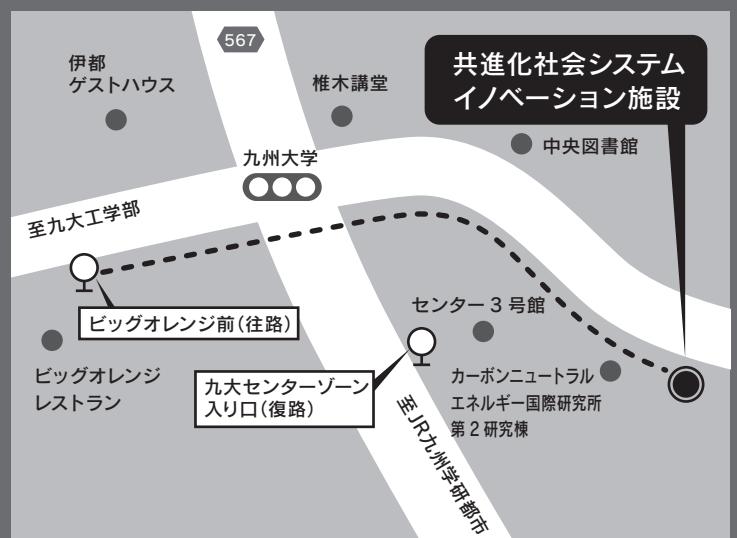 567
共進化社会システム
イノベーション施設
伊都
ゲストハウス
椎木講堂
中央図書館
九州大学
至九大工学部
ビッグオレンジ前（往路）
センター3号館
ビッグオレンジ
レストラン
九大センターゾーン
入り口（復路）
カーボンニュートラル
エネルギー国際研究所
第2研究棟
至JR九州学研都市